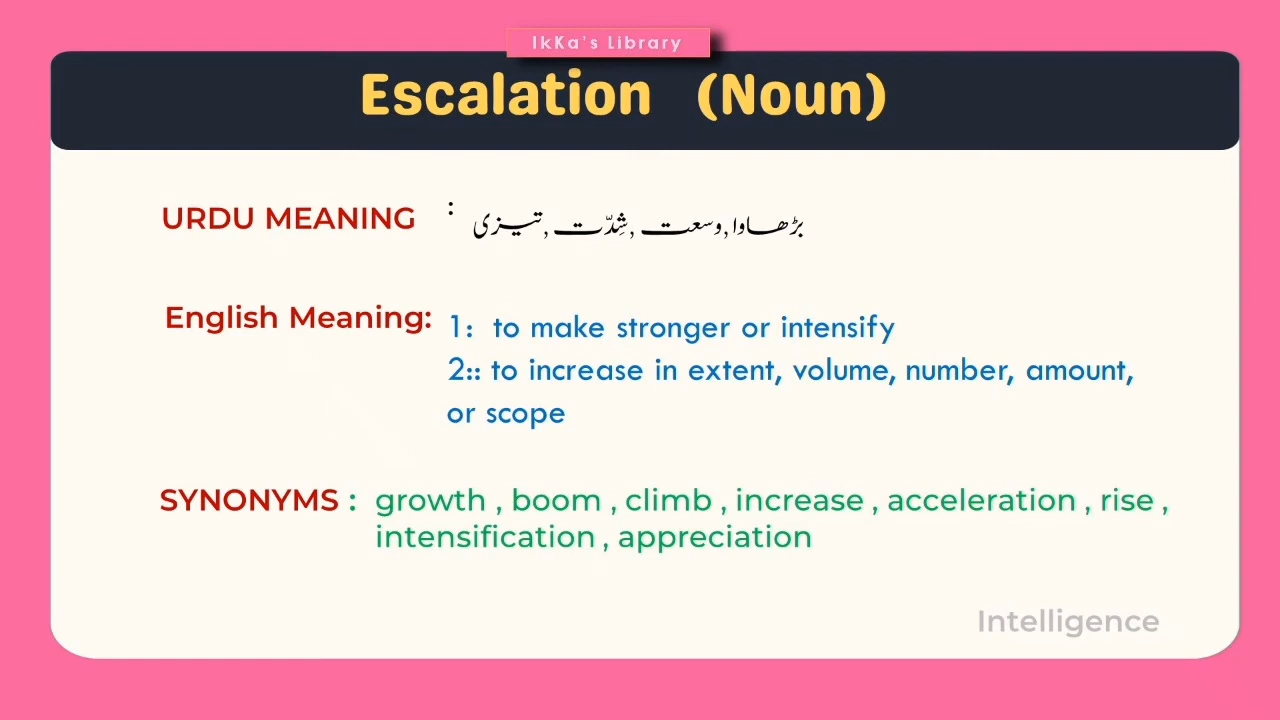 IkKa's Library
Escalation (Noun)
URDU MEANING : بڑھاوا,وسعت ,شِدّت ,تیزی
English Meaning: 1: to make stronger or intensify
2:: to increase in extent, volume, number, amount,
or scope
SYNONYMS : growth , boom , climb , increase , acceleration , rise ,
intensification , appreciation
Intelligence